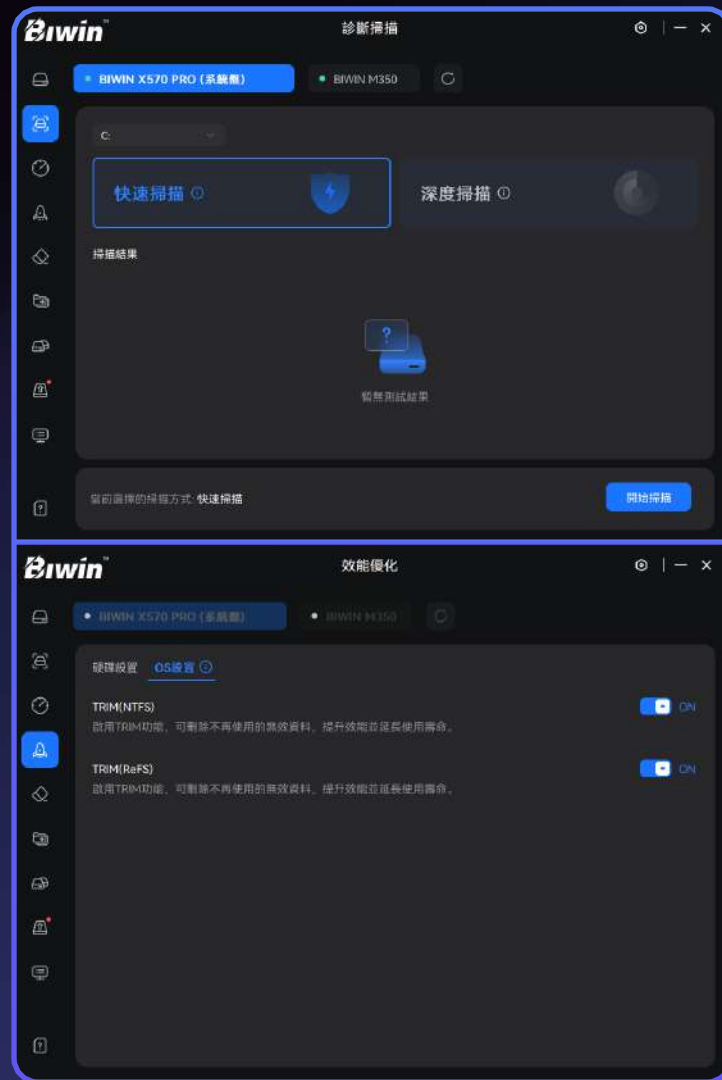 Biwin™
診斷掃描
BIWIN X570 PRO (系統盤)
BIWIN M350
C:
快速掃描
深度掃描
掃描結果
?
暫無測試結果
當前選擇的掃描方式: 快速掃描
開始掃描
Biwin™
效能優化
BIWIN X570 PRO (系統盤)
BIWIN M350
硬碟設置 OS設置
TRIM(NTFS)
ON
啟用TRIM功能，可刪除不再使用的無效資料，提升效能並延長使用壽命。
TRIM(ReFS)
ON
啟用TRIM功能，可刪除不再使用的無效資料，提升效能並延長使用壽命。